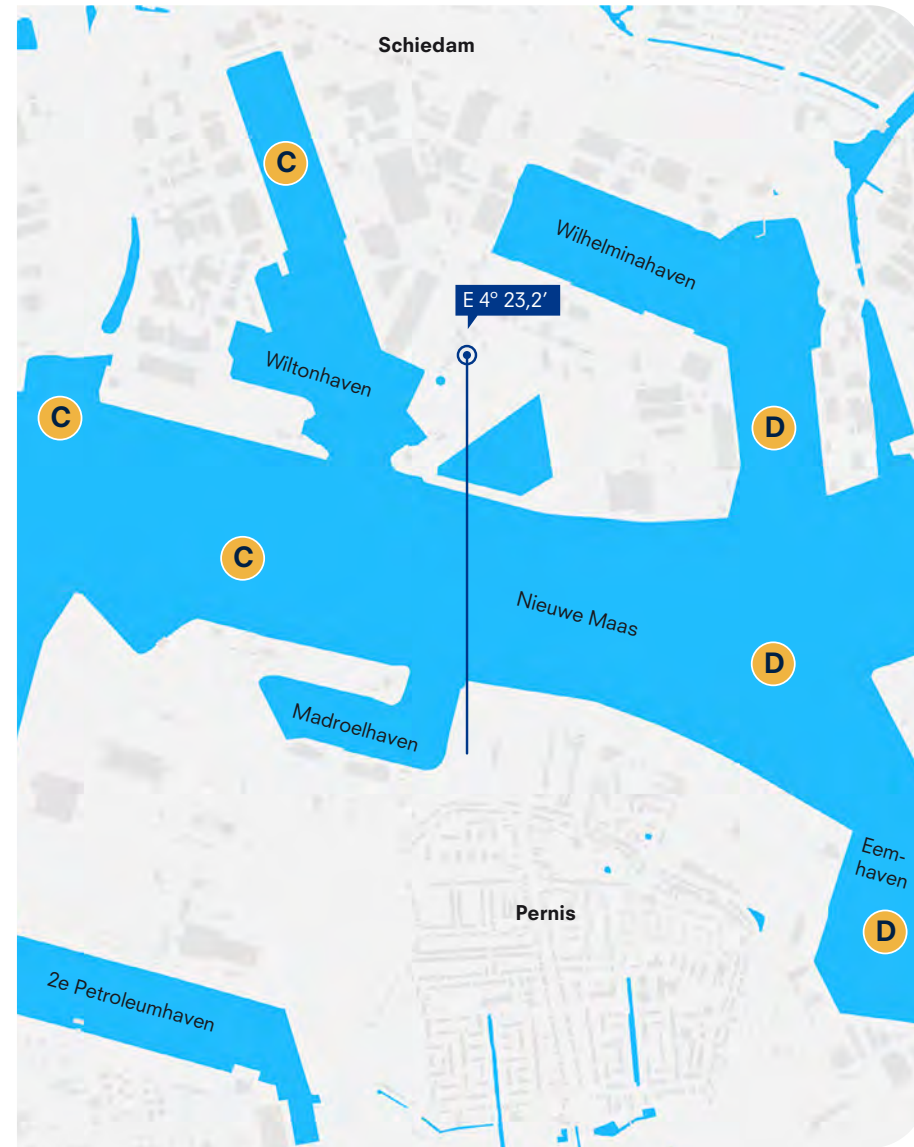 Schiedam
C
Wilhelminahaven
E 4° 23,2′
Wiltonhaven
C
D
C
Nieuwe Maas
D
Madroelhaven
Eem-
haven
Pernis
D
2e Petroleumhaven